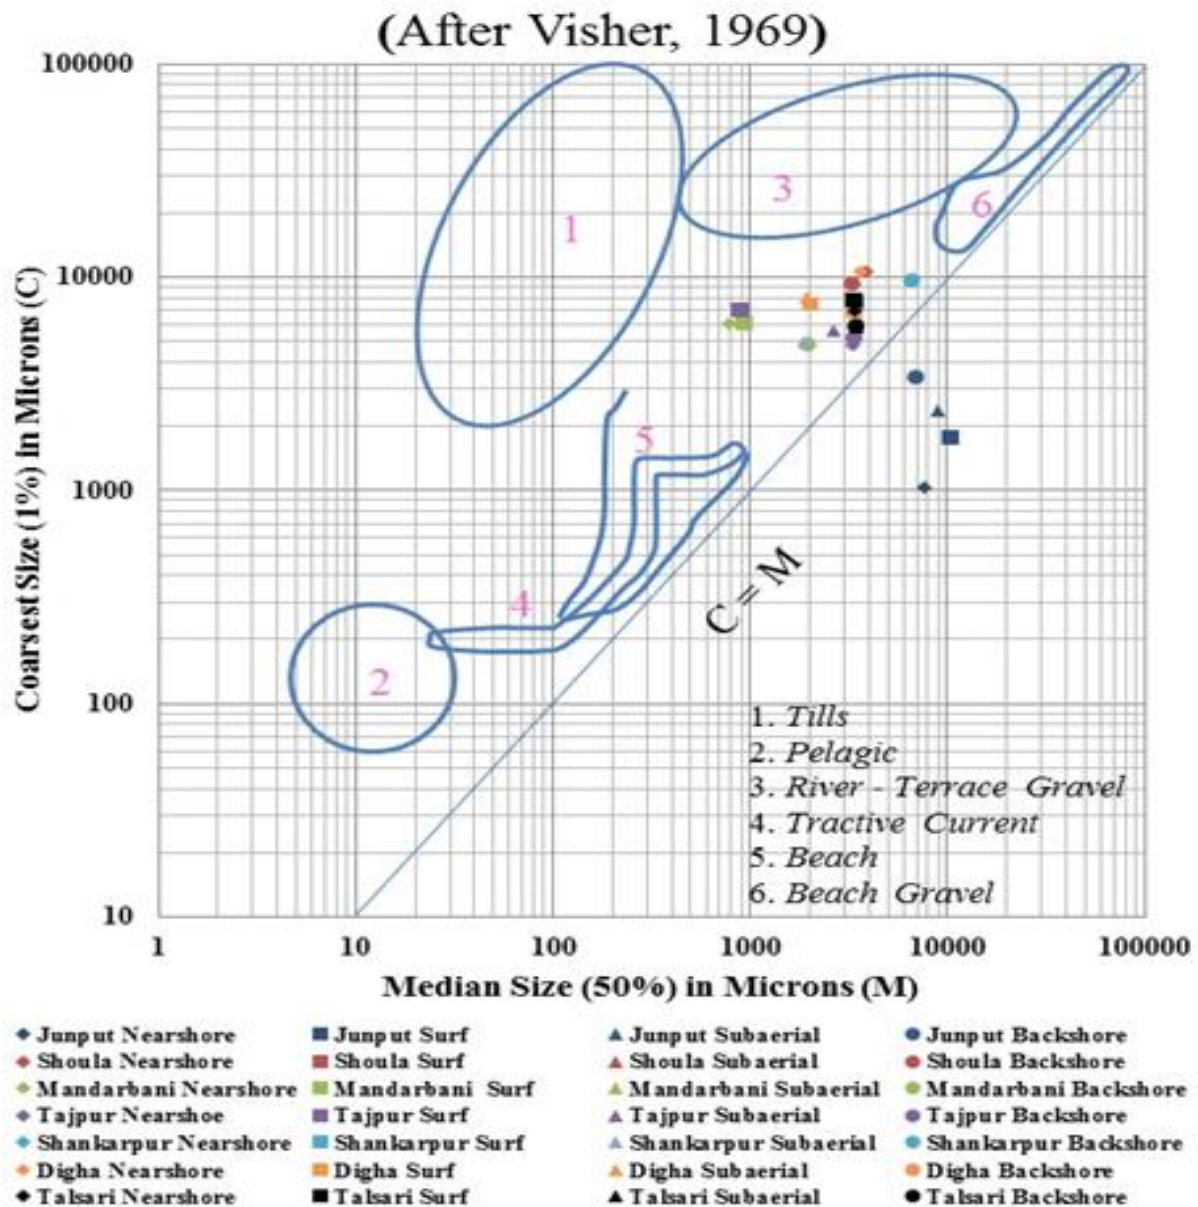 (After Visher, 1969)
100000
10000
1000
100
10
Coarsest Size (1%) in Microns (C)
1
3
6
5
4
2
C = M
1. Tills
2. Pelagic
3. River - Terrace Gravel
4. Tractive Current
5. Beach
6. Beach Gravel
1 10 100 1000 10000 100000
Median Size (50%) in Microns (M)
Junput Nearshore Junput Surf Junput Subaerial Junput Backshore
Shoula Nearshore Shoula Surf Shoula Subaerial Shoula Backshore
Mandarbani Nearshore Mandarbani Surf Mandarbani Subaerial Mandarbani Backshore
Tajpur Nearshoe Tajpur Surf Tajpur Subaerial Tajpur Backshore
Shankarpur Nearshore Shankarpur Surf Shankarpur Subaerial Shankarpur Backshore
Digha Nearshore Digha Surf Digha Subaerial Digha Backshore
Talsari Nearshore Talsari Surf Talsari Subaerial Talsari Backshore